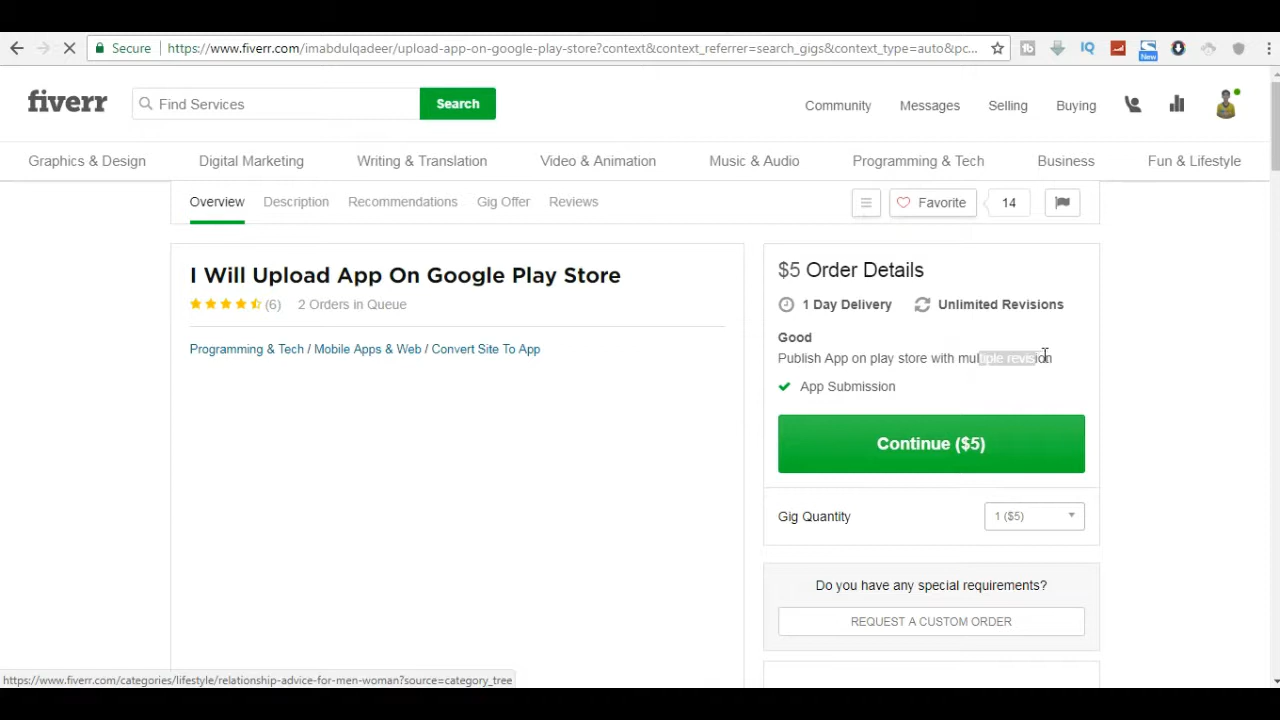 Secure https://www.fiverr.com/imabdulqadeer/upload-app-on-google-play-store?context&context_referrer=search_gigs&context_type=auto&pc...
New
fiverr
Find Services
Search
Community
Messages
Selling
Buying
Graphics & Design
Digital Marketing
Writing & Translation
Video & Animation
Music & Audio
Programming & Tech
Business
Fun & Lifestyle
Overview
Description
Recommendations
Gig Offer
Reviews
Favorite
14
I Will Upload App On Google Play Store
(6) 2 Orders in Queue
Programming & Tech / Mobile Apps & Web / Convert Site To App
$5 Order Details
1 Day Delivery
Unlimited Revisions
Good
Publish App on play store with multiple revision
App Submission
Continue ($5)
Gig Quantity
1 ($5)
Do you have any special requirements?
REQUEST A CUSTOM ORDER
https://www.fiverr.com/categories/lifestyle/relationship-advice-for-men-woman?source=category_tree